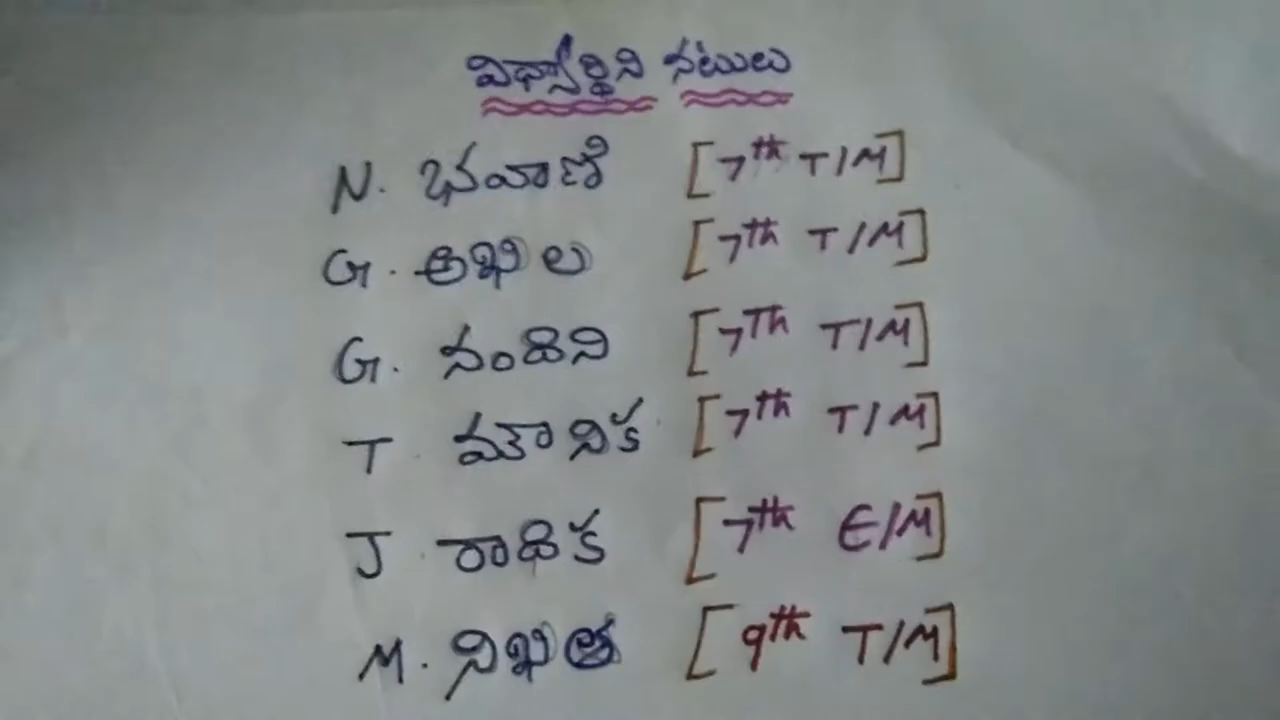 విధ్యార్థిని నటులు
N. భవాణి [7th T/M]
G. అఖిల [7th T/M]
G. నందిని [7Th T/M]
T మౌనిక [7th T/M]
J రాధిక [7th E/M]
M. నిఖిత [9th T/M]